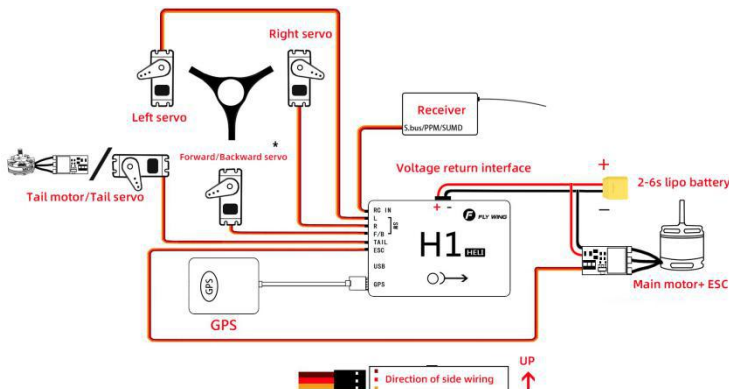 Right servo
Left servo
Receiver
S.bus/PPM/SUMD
*
Forward/Backward servo
Tail motor/Tail servo
Voltage return interface
+
2-6s lipo battery
−
+ -
FLY WING
RC IN
L
R
F/B
SW
TAIL
ESC
USB
GPS
H1 HELI
Main motor+ ESC
GPS
GPS
UP
Direction of side wiring